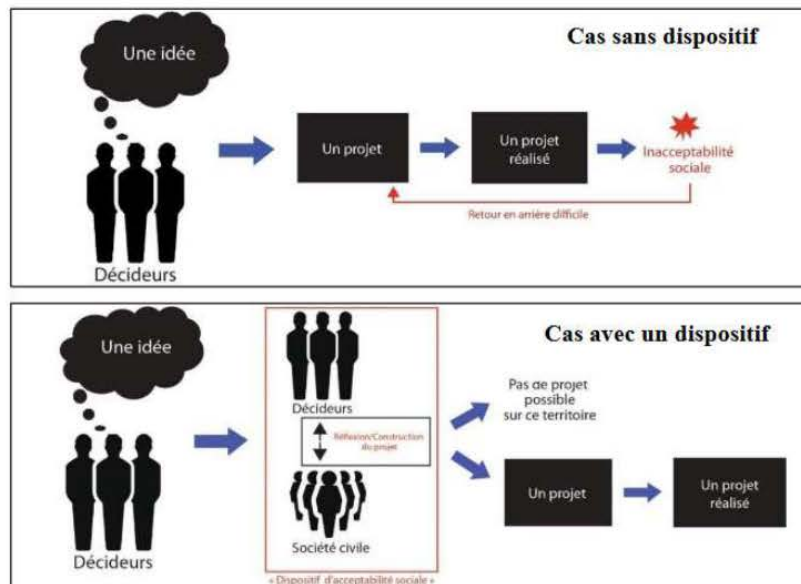 Cas sans dispositif
Une idée
Décideurs
Un projet
Un projet
réalisé
Inacceptabilité
sociale
Retour en arrière difficile
Cas avec un dispositif
Une idée
Décideurs
Décideurs
Réflexion/Construction
du projet
Société civile
« Dispositif d'acceptabilité sociale »
Pas de projet
possible
sur ce territoire
Un projet
Un projet
réalisé